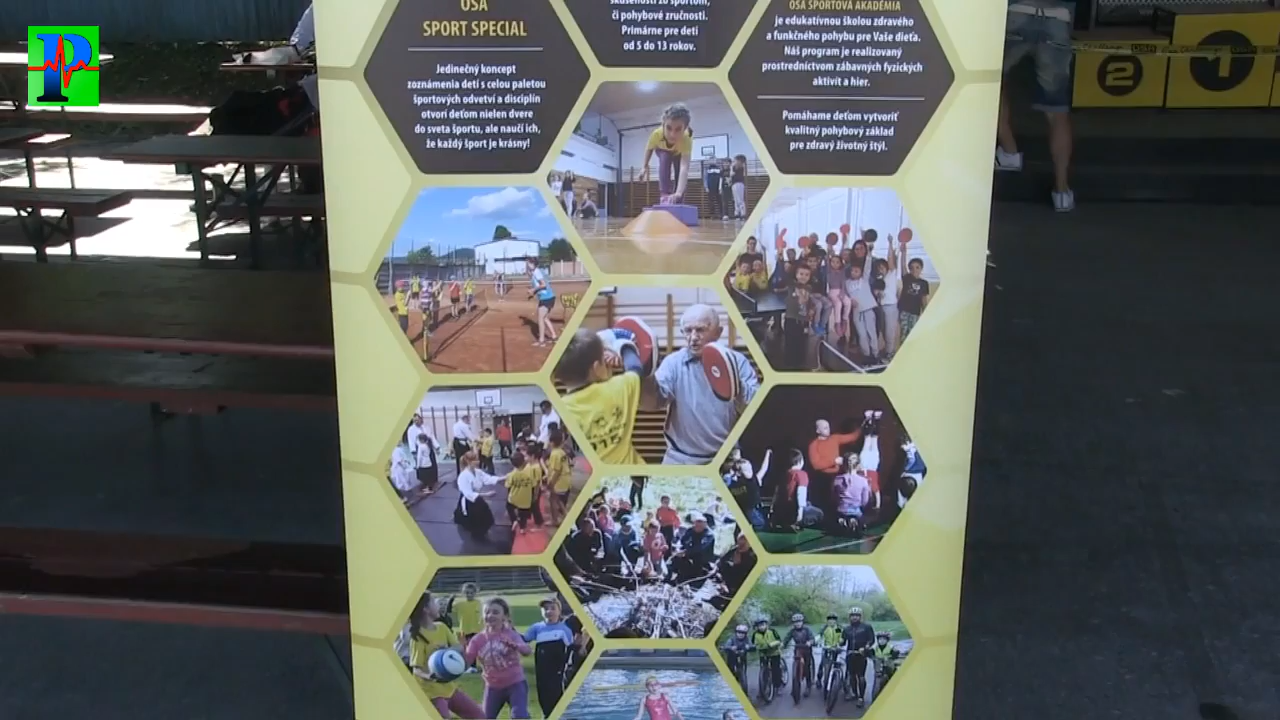 P
OSA
SPORT SPECIAL
Jedinečný koncept
zoznámenia detí s celou paletou
športových odvetví a disciplín
otvorí deťom nielen dvere
do sveta športu, ale naučí ich,
že každý šport je krásny!
skúseností so športom,
či pohybové zručnosti.
Primárne pre deti
od 5 do 13 rokov.
OSA ŠPORTOVÁ AKADÉMIA
je edukatívnou školou zdravého
a funkčného pohybu pre Vaše dieťa.
Náš program je realizovaný
prostredníctvom zábavných fyzických
aktivít a hier.
Pomáhame deťom vytvoriť
kvalitný pohybový základ
pre zdravý životný štýl.
2
1